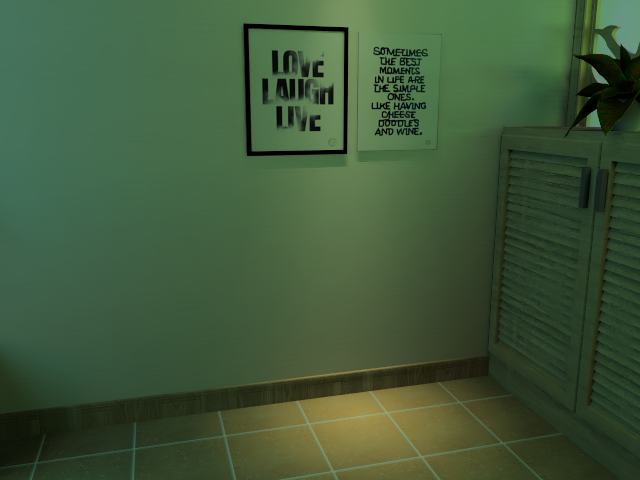 LOVE
LAUGH
LIVE
SOMETIMES
THE BEST
MOMENTS
IN LIFE ARE
THE SIMPLE
ONES.
LIKE HAVING
CHEESE
DOODLES
AND WINE.